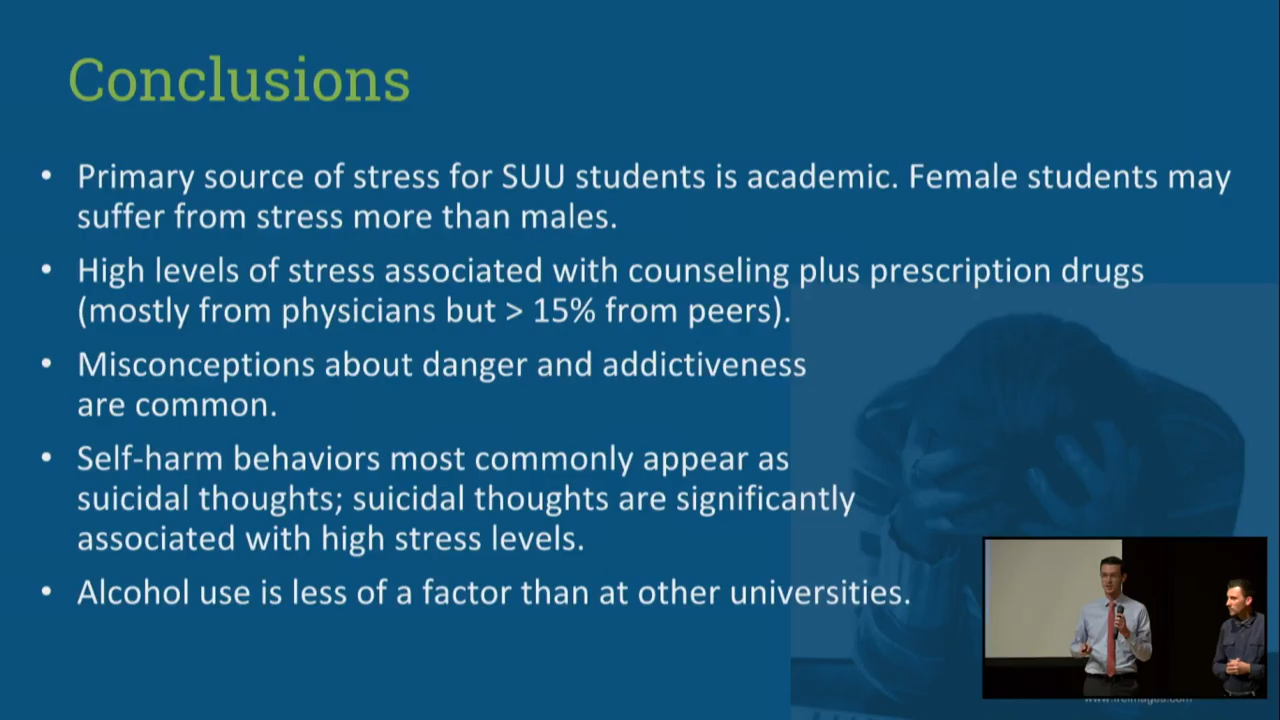 Conclusions
• Primary source of stress for SUU students is academic. Female students may
suffer from stress more than males.
• High levels of stress associated with counseling plus prescription drugs
(mostly from physicians but > 15% from peers).
• Misconceptions about danger and addictiveness
are common.
• Self-harm behaviors most commonly appear as
suicidal thoughts; suicidal thoughts are significantly
associated with high stress levels.
• Alcohol use is less of a factor than at other universities.